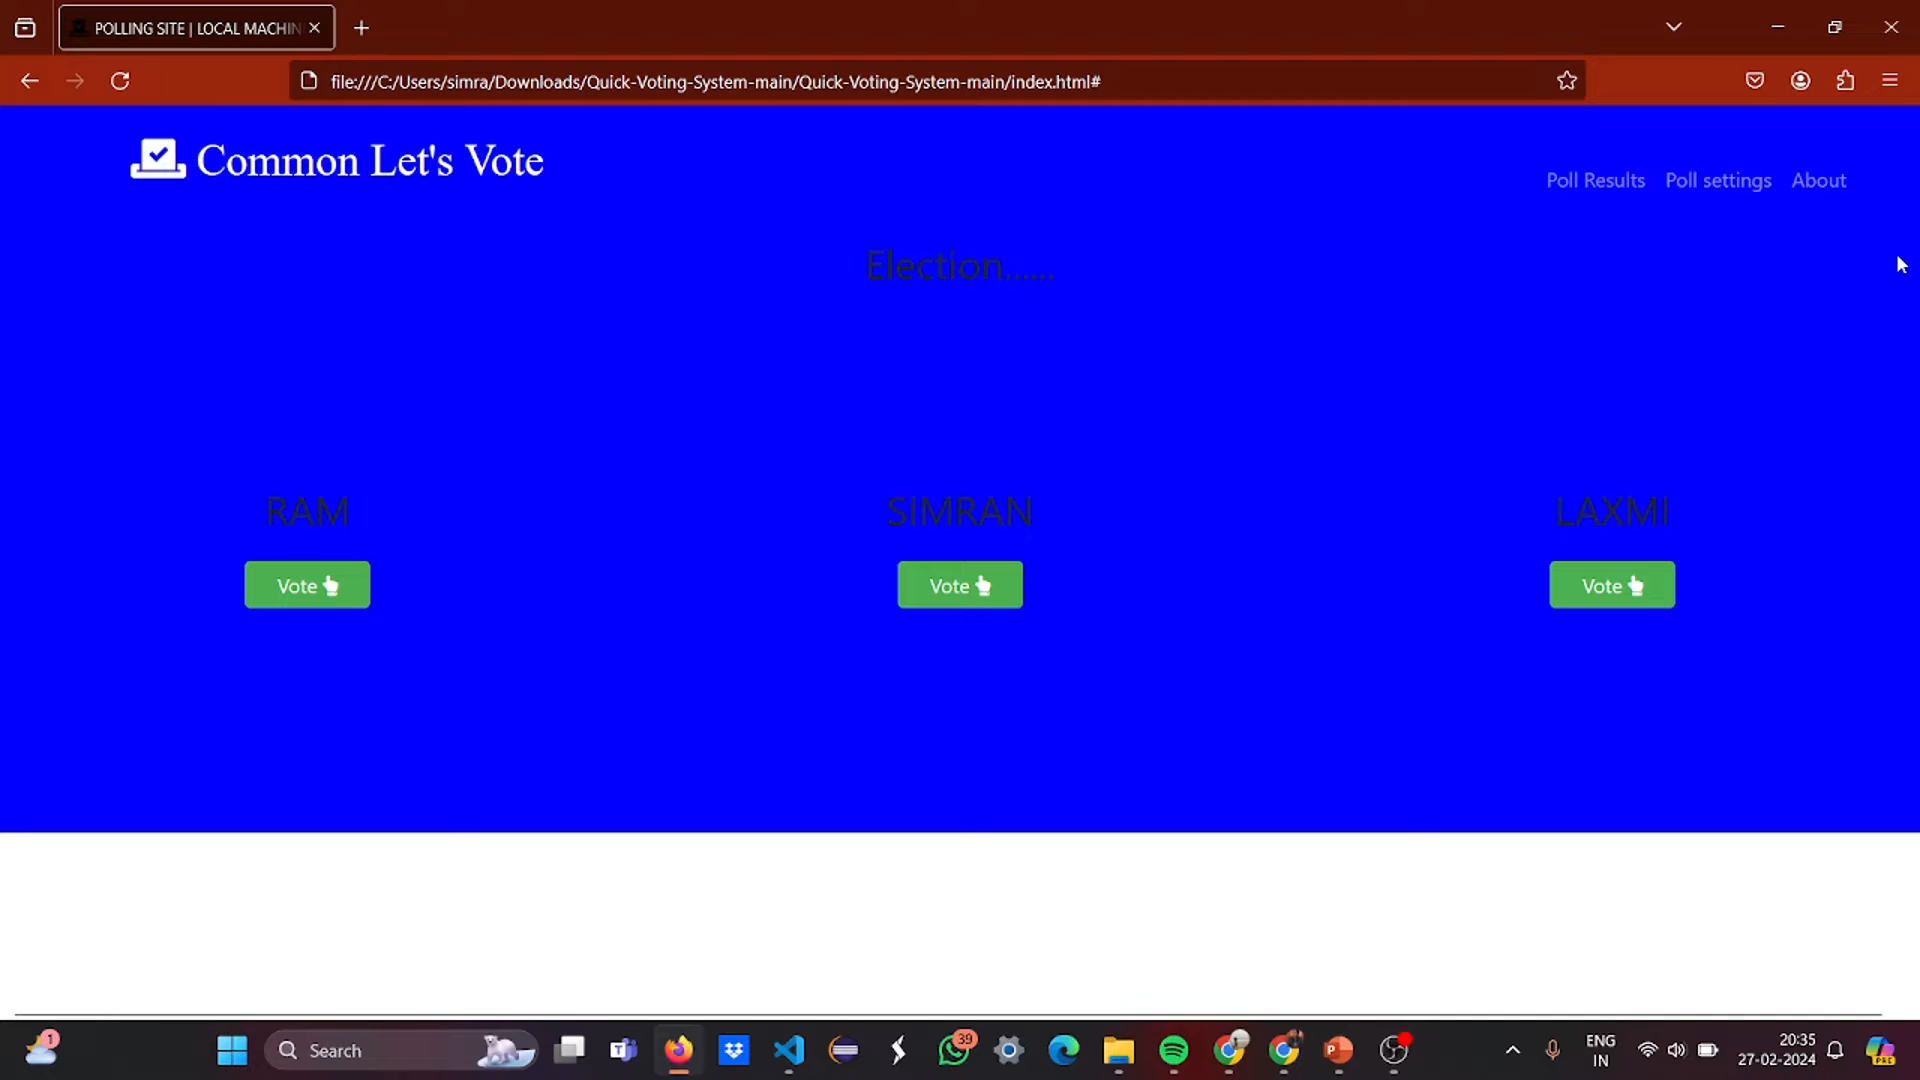 POLLING SITE | LOCAL MACHIN
file:///C:/Users/simra/Downloads/Quick-Voting-System-main/Quick-Voting-System-main/index.html#
Common Let's Vote
Poll Results Poll settings About
Election......
RAM SIMRAN LAXMI
Vote Vote Vote
1
Search
39
ENG
IN
20:35
27-02-2024
PRE